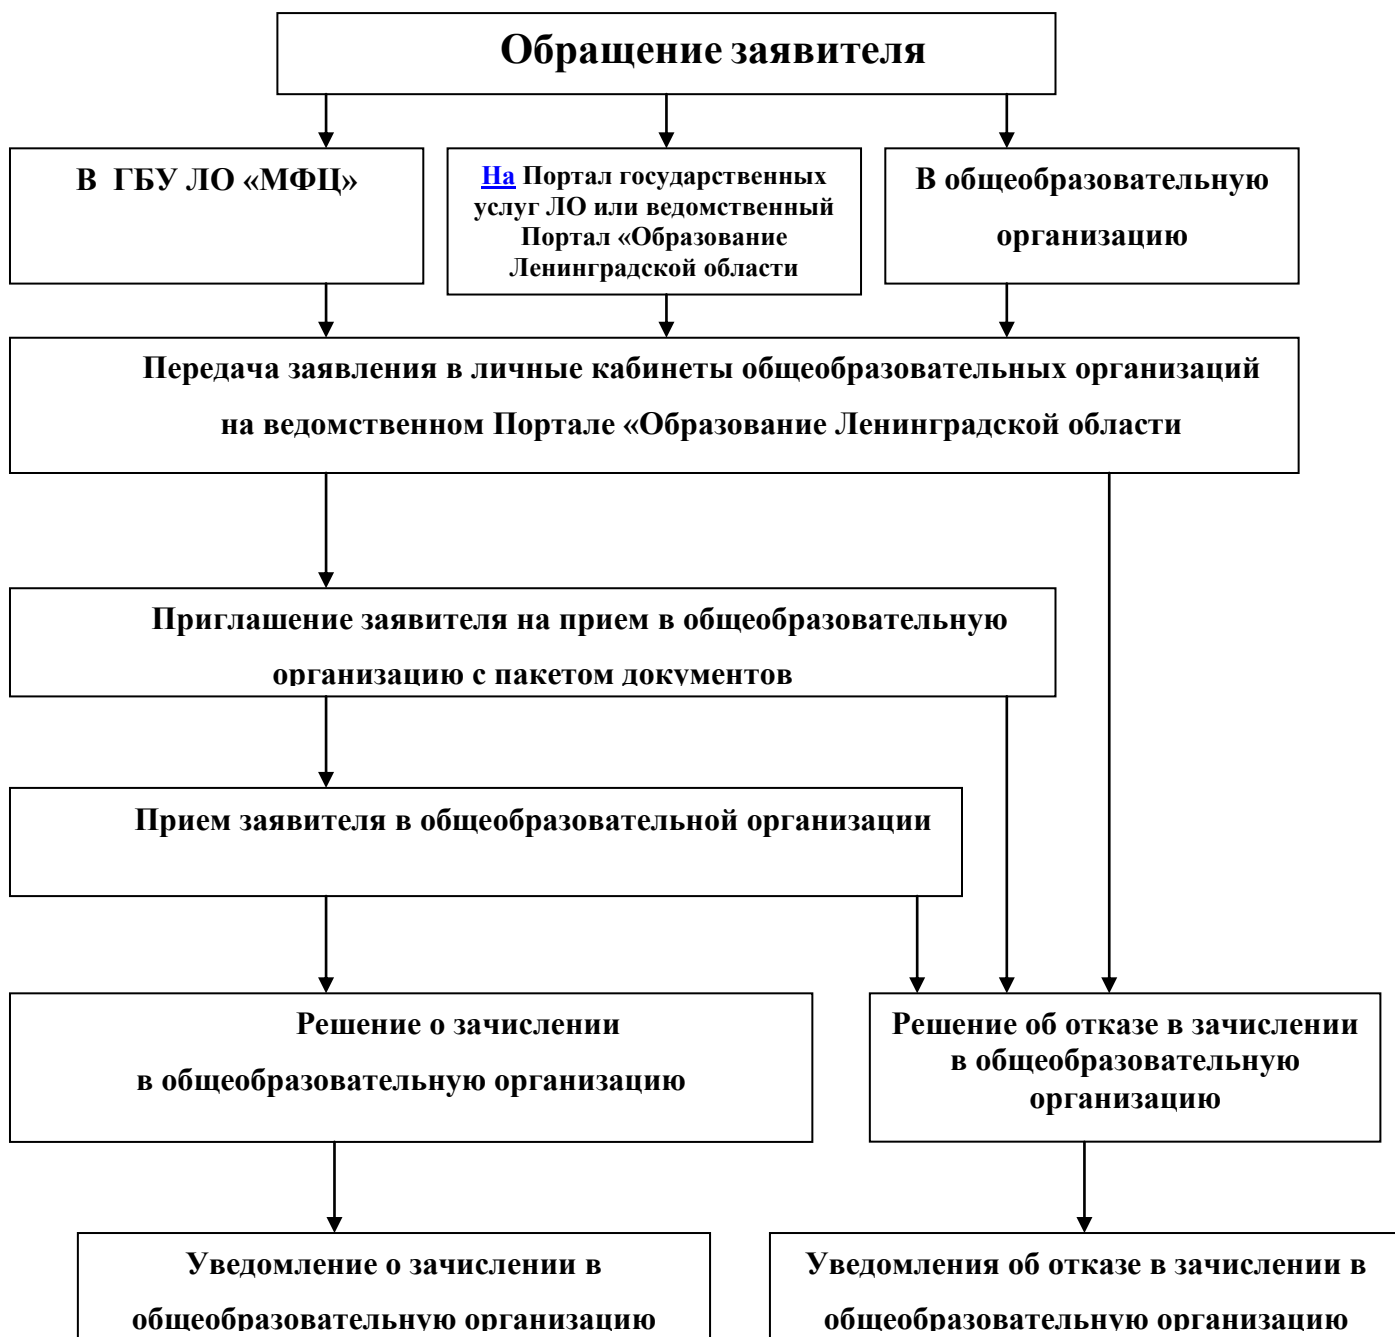 Обращение заявителя
В ГБУ ЛО «МФЦ»
На Портал государственных
услуг ЛО или ведомственный
Портал «Образование
Ленинградской области
В общеобразовательную
организацию
Передача заявления в личные кабинеты общеобразовательных организаций
на ведомственном Портале «Образование Ленинградской области
Приглашение заявителя на прием в общеобразовательную
организацию с пакетом документов
Прием заявителя в общеобразовательной организации
Решение о зачислении
в общеобразовательную организацию
Решение об отказе в зачислении
в общеобразовательную
организацию
Уведомление о зачислении в
общеобразовательную организацию
Уведомления об отказе в зачислении в
общеобразовательную организацию